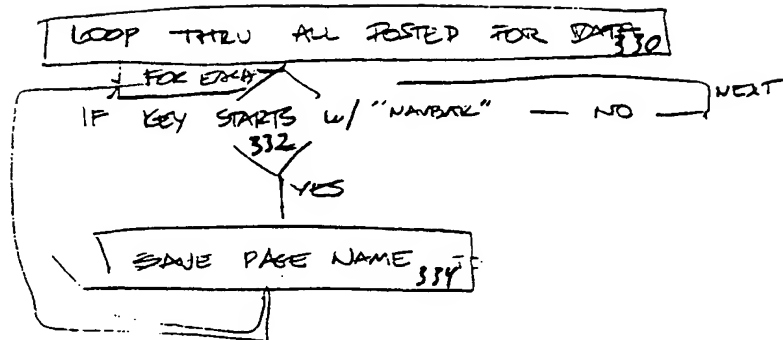 LOOP THRU ALL POSTED FOR DATA
330
FOR EACH
NEXT
IF KEY STARTS w/ "NAVBAR" — NO
332
YES
SAVE PAGE NAME
334